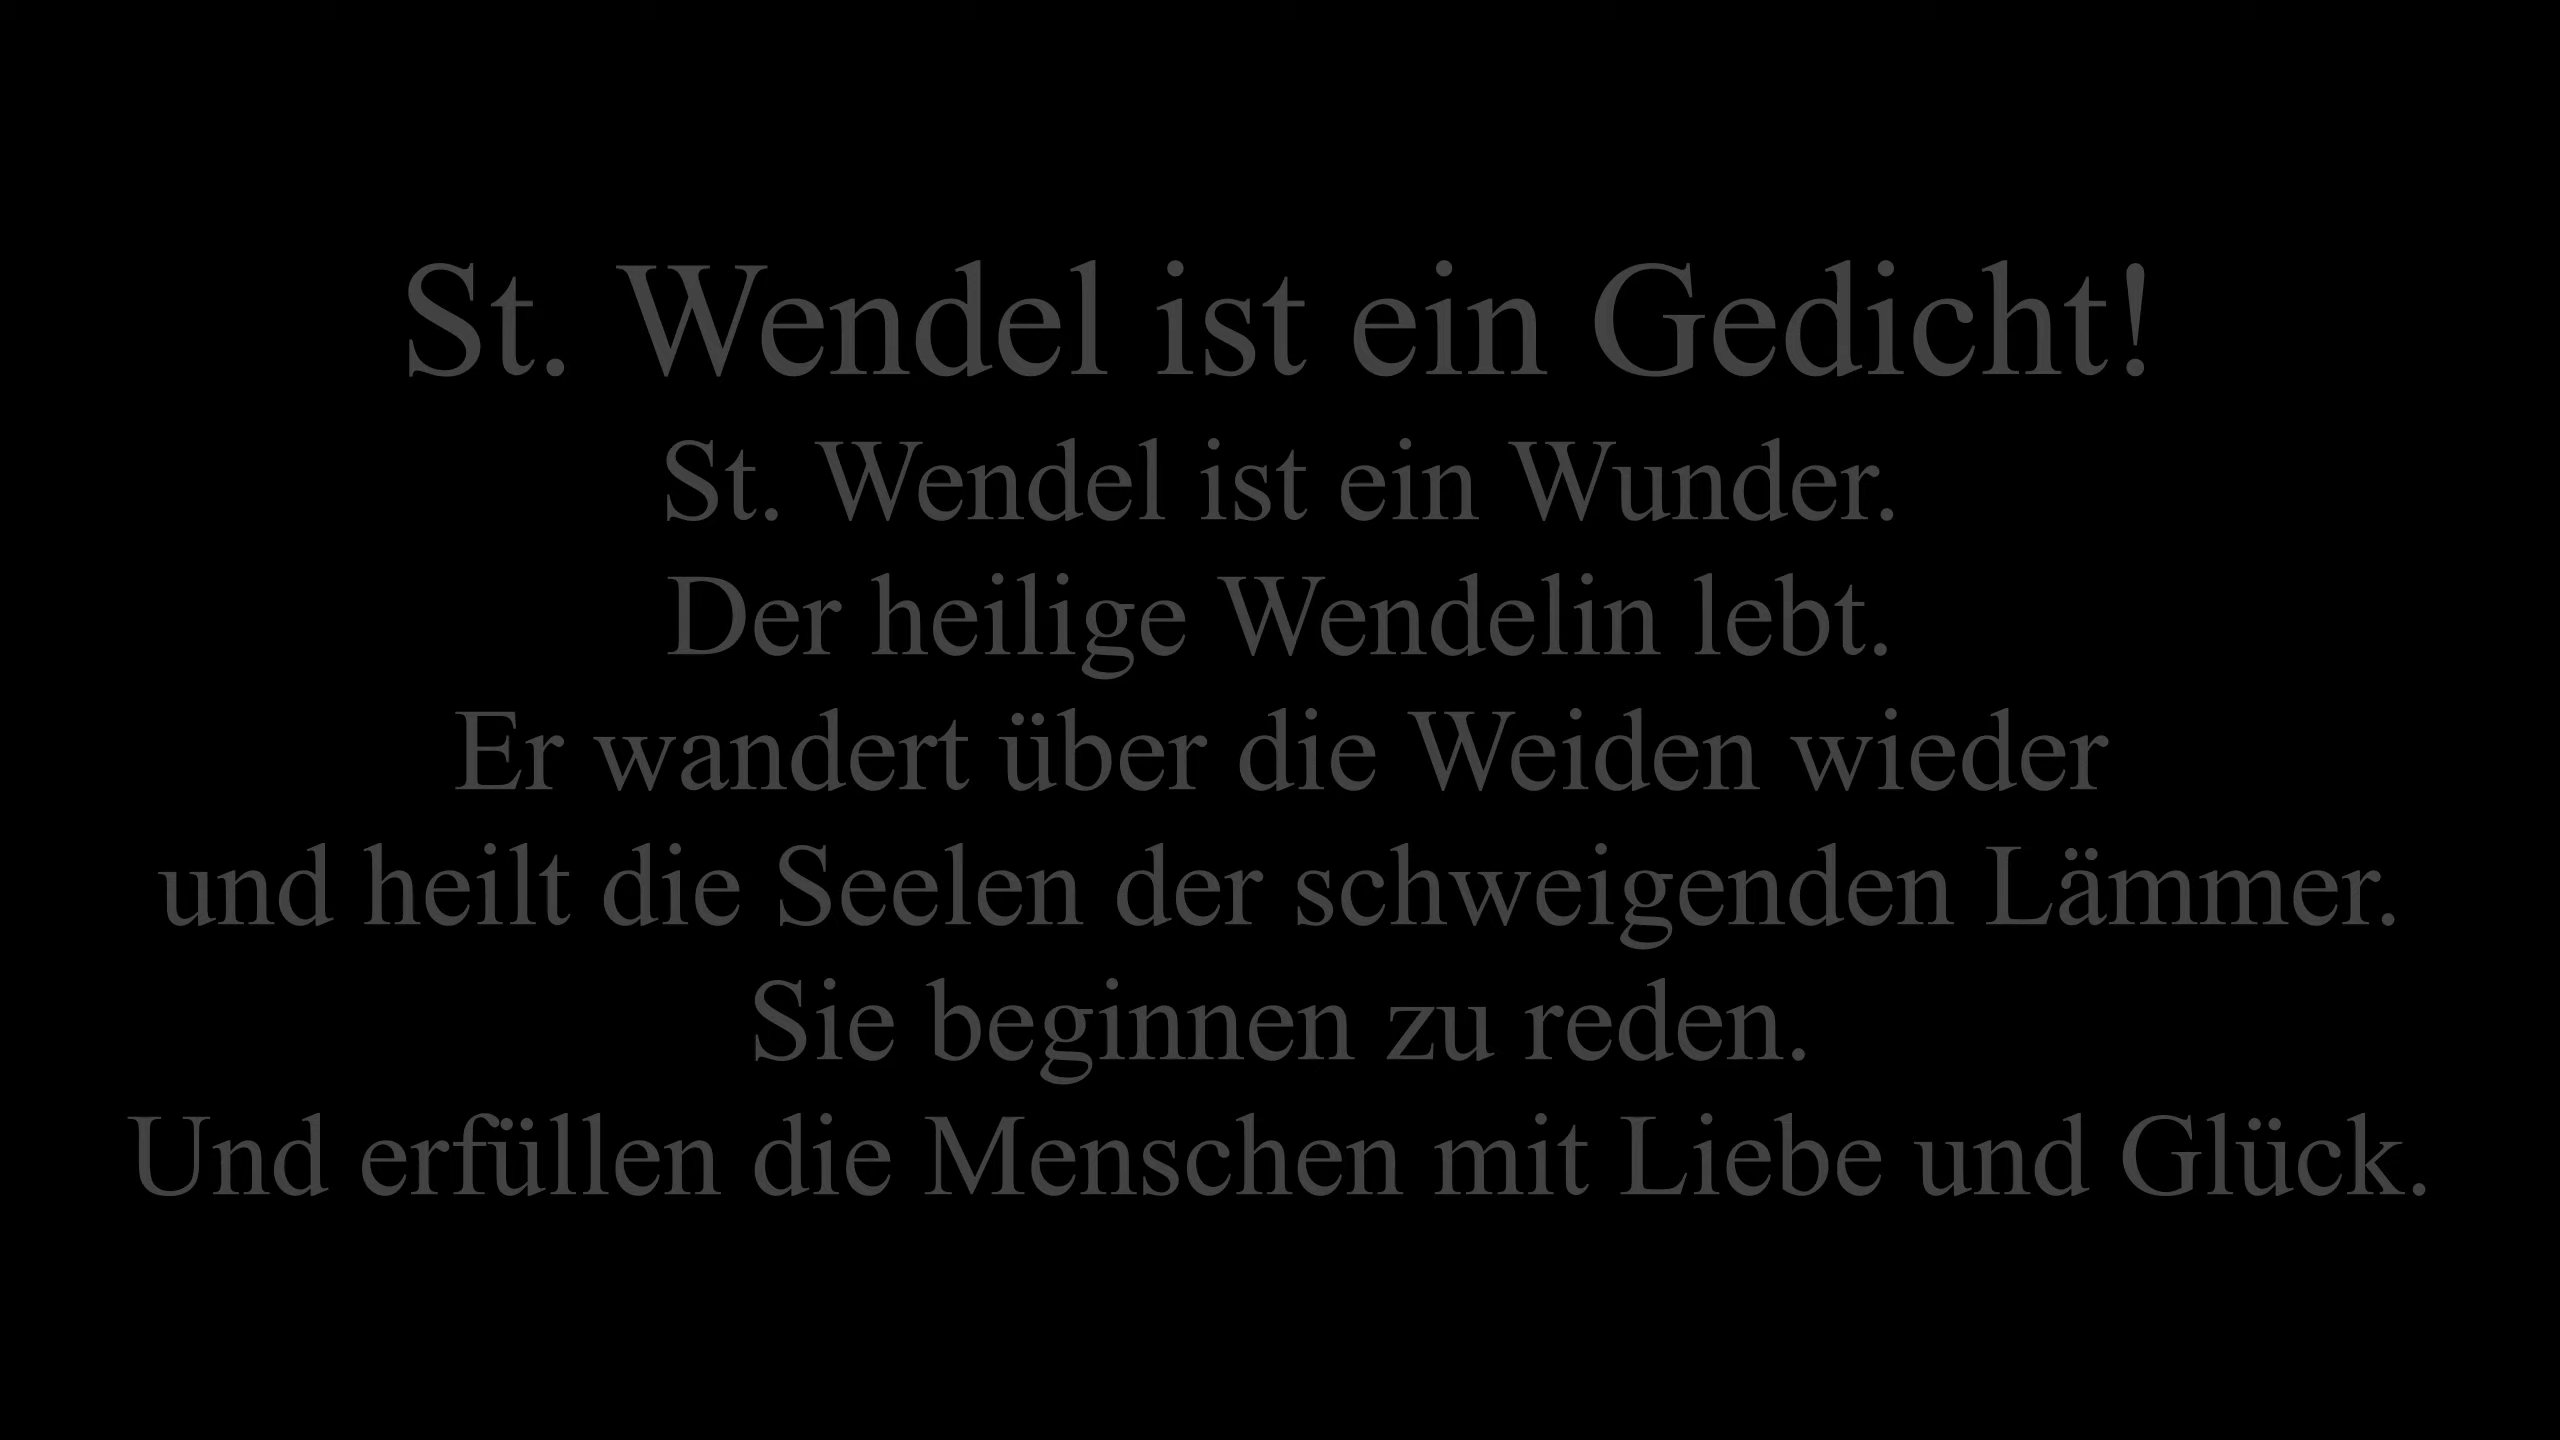 St. Wendel ist ein Gedicht!
St. Wendel ist ein Wunder.
Der heilige Wendelin lebt.
Er wandert über die Weiden wieder
und heilt die Seelen der schweigenden Lämmer.
Sie beginnen zu reden.
Und erfüllen die Menschen mit Liebe und Glück.